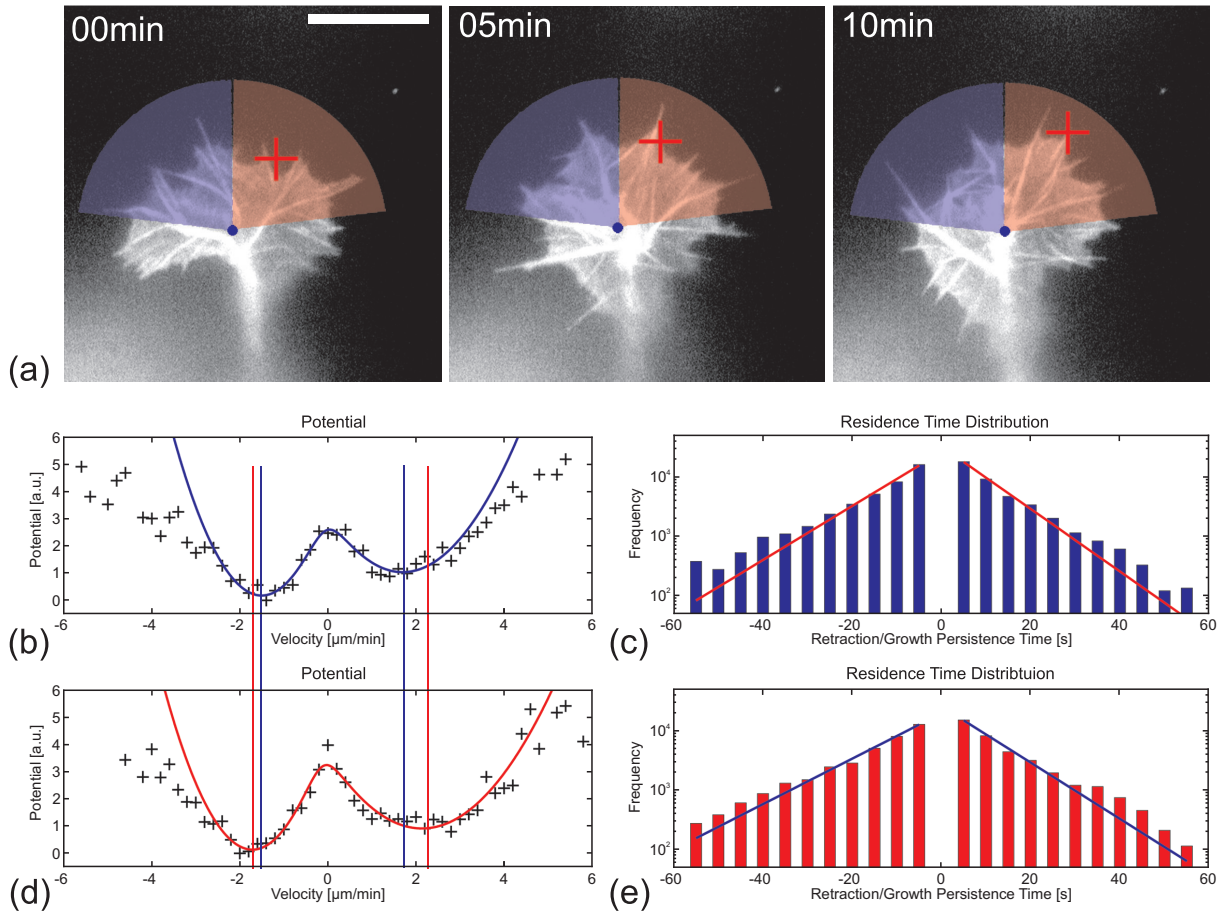 00min 05min 10min
(a)
Potential
Potential [a.u.]
6
5
4
3
2
1
0
-6 -4 -2 0 2 4 6
Velocity [µm/min]
(b)
Residence Time Distribution
Frequency
10^4
10^3
10^2
-60 -40 -20 0 20 40 60
Retraction/Growth Persistence Time [s]
(c)
Potential
Potential [a.u.]
6
5
4
3
2
1
0
-6 -4 -2 0 2 4 6
Velocity [µm/min]
(d)
Residence Time Distribtuion
Frequency
10^4
10^3
10^2
-60 -40 -20 0 20 40 60
Retraction/Growth Persistence Time [s]
(e)